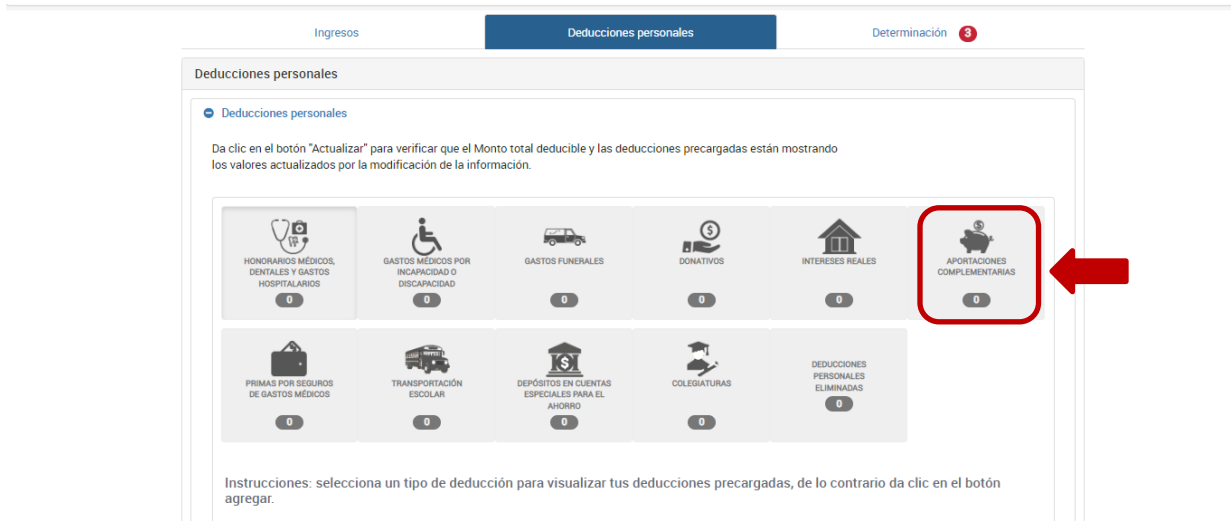 Ingresos
Deducciones personales
Determinación 3
Deducciones personales
Deducciones personales
Da clic en el botón "Actualizar" para verificar que el Monto total deducible y las deducciones precargadas están mostrando
los valores actualizados por la modificación de la información.
HONORARIOS MÉDICOS,
DENTALES Y GASTOS
HOSPITALARIOS
0
GASTOS MÉDICOS POR
INCAPACIDAD O
DISCAPACIDAD
0
GASTOS FUNERALES
0
DONATIVOS
0
INTERESES REALES
0
APORTACIONES
COMPLEMENTARIAS
0
PRIMAS POR SEGUROS
DE GASTOS MÉDICOS
0
TRANSPORTACIÓN
ESCOLAR
0
DEPÓSITOS EN CUENTAS
ESPECIALES PARA EL
AHORRO
0
COLEGIATURAS
0
DEDUCCIONES
PERSONALES
ELIMINADAS
0
Instrucciones: selecciona un tipo de deducción para visualizar tus deducciones precargadas, de lo contrario da clic en el botón
agregar.